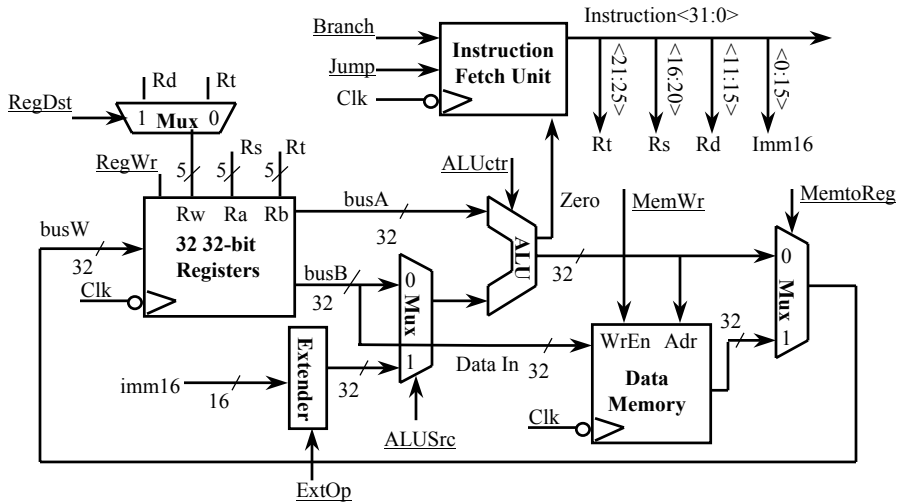 Instruction<31:0>
Branch
Instruction
Fetch Unit
Jump
Clk
<21:25>
<16:20>
<11:15>
<0:15>
Rt
Rs
Rd
Imm16
Rd
Rt
RegDst
1 Mux 0
RegWr
5
5
Rs
5
Rt
ALUctr
Zero
MemWr
MemtoReg
busW
32
Rw Ra Rb
32 32-bit
Registers
Clk
busA
32
busB
32
0
Mux
1
ALU
32
0
Mux
1
32
WrEn Adr
Data
Memory
Clk
Data In
32
imm16
16
Extender
32
ALUSrc
ExtOp